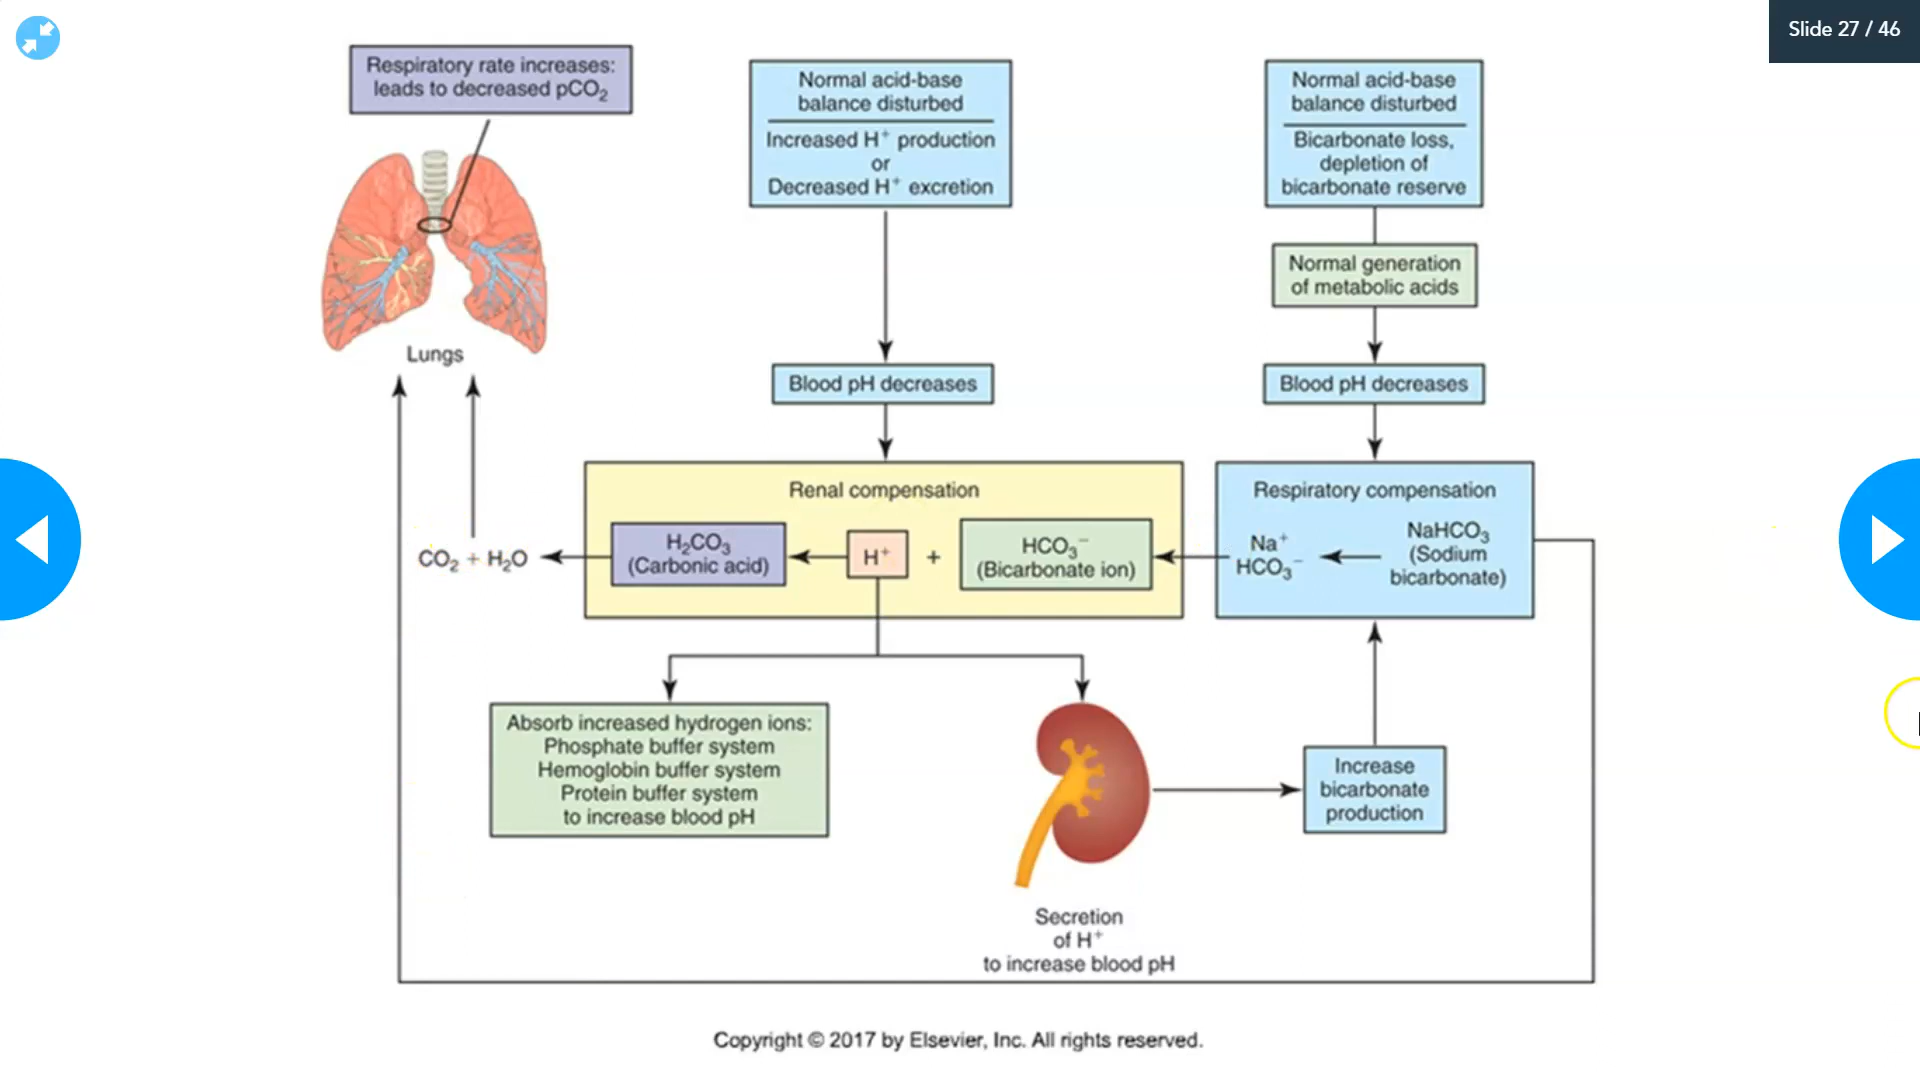 Slide 27 / 46
Respiratory rate increases:
leads to decreased pCO₂
Lungs
Normal acid-base
balance disturbed
Increased H⁺ production
or
Decreased H⁺ excretion
Normal acid-base
balance disturbed
Bicarbonate loss,
depletion of
bicarbonate reserve
Normal generation
of metabolic acids
Blood pH decreases
Blood pH decreases
Renal compensation
CO₂ + H₂O
H₂CO₃
(Carbonic acid)
H⁺
+
HCO₃⁻
(Bicarbonate ion)
Respiratory compensation
Na⁺
HCO₃⁻
NaHCO₃
(Sodium
bicarbonate)
Absorb increased hydrogen ions:
Phosphate buffer system
Hemoglobin buffer system
Protein buffer system
to increase blood pH
Secretion
of H⁺
to increase blood pH
Increase
bicarbonate
production
Copyright © 2017 by Elsevier, Inc. All rights reserved.